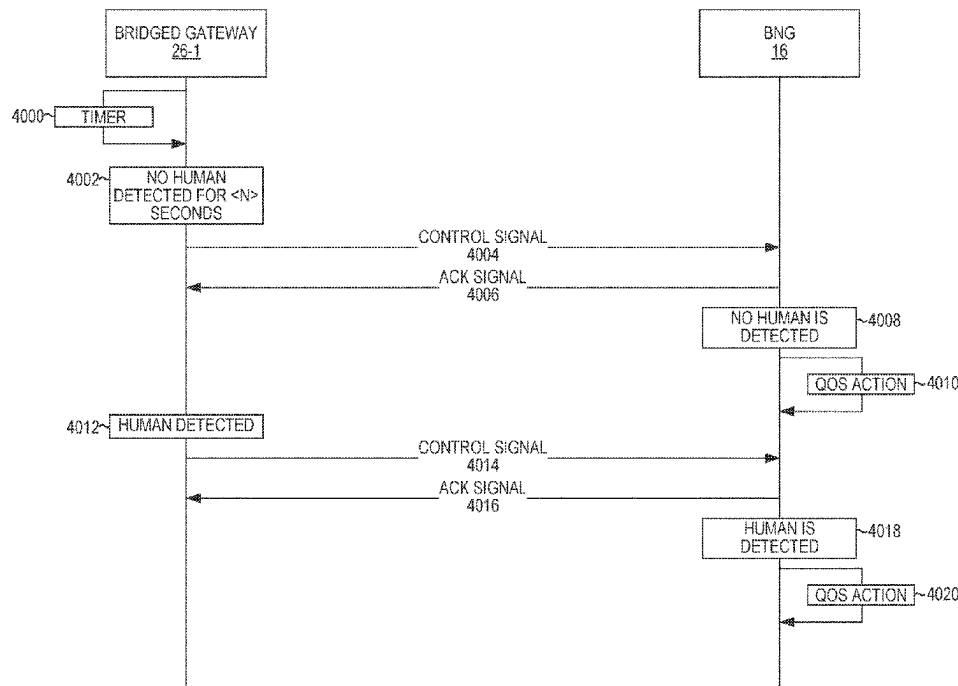 BRIDGED GATEWAY
26-1
BNG
16
4000
TIMER
4002
NO HUMAN
DETECTED FOR <N>
SECONDS
CONTROL SIGNAL
4004
ACK SIGNAL
4006
NO HUMAN IS
DETECTED
4008
QOS ACTION
4010
4012
HUMAN DETECTED
CONTROL SIGNAL
4014
ACK SIGNAL
4016
HUMAN IS
DETECTED
4018
QOS ACTION
4020